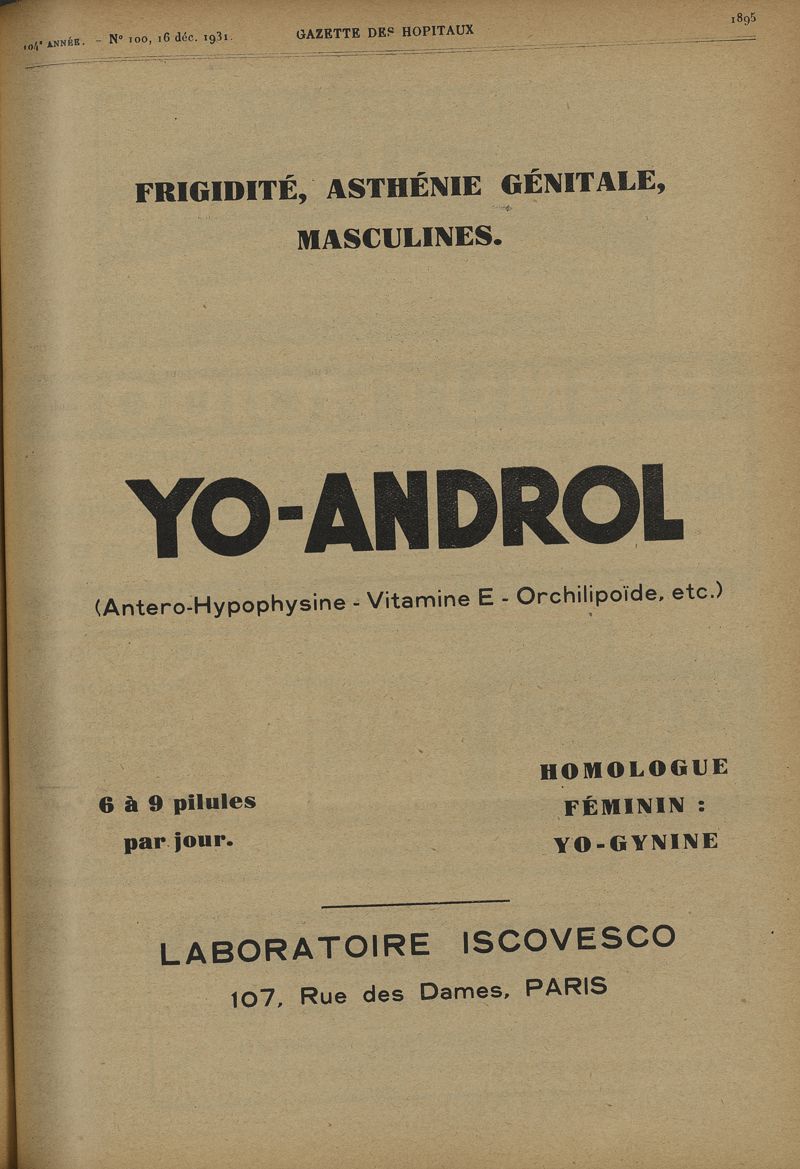 104e ANNÉE. - N° 100, 16 déc. 1931.
GAZETTE DES HOPITAUX
1895
FRIGIDITÉ, ASTHÉNIE GÉNITALE,
MASCULINES.
YO-ANDROL
(Antero-Hypophysine - Vitamine E - Orchilipoïde, etc.)
6 à 9 pilules
par jour.
HOMOLOGUE
FÉMININ :
YO-GYNINE
LABORATOIRE ISCOVESCO
107, Rue des Dames, PARIS